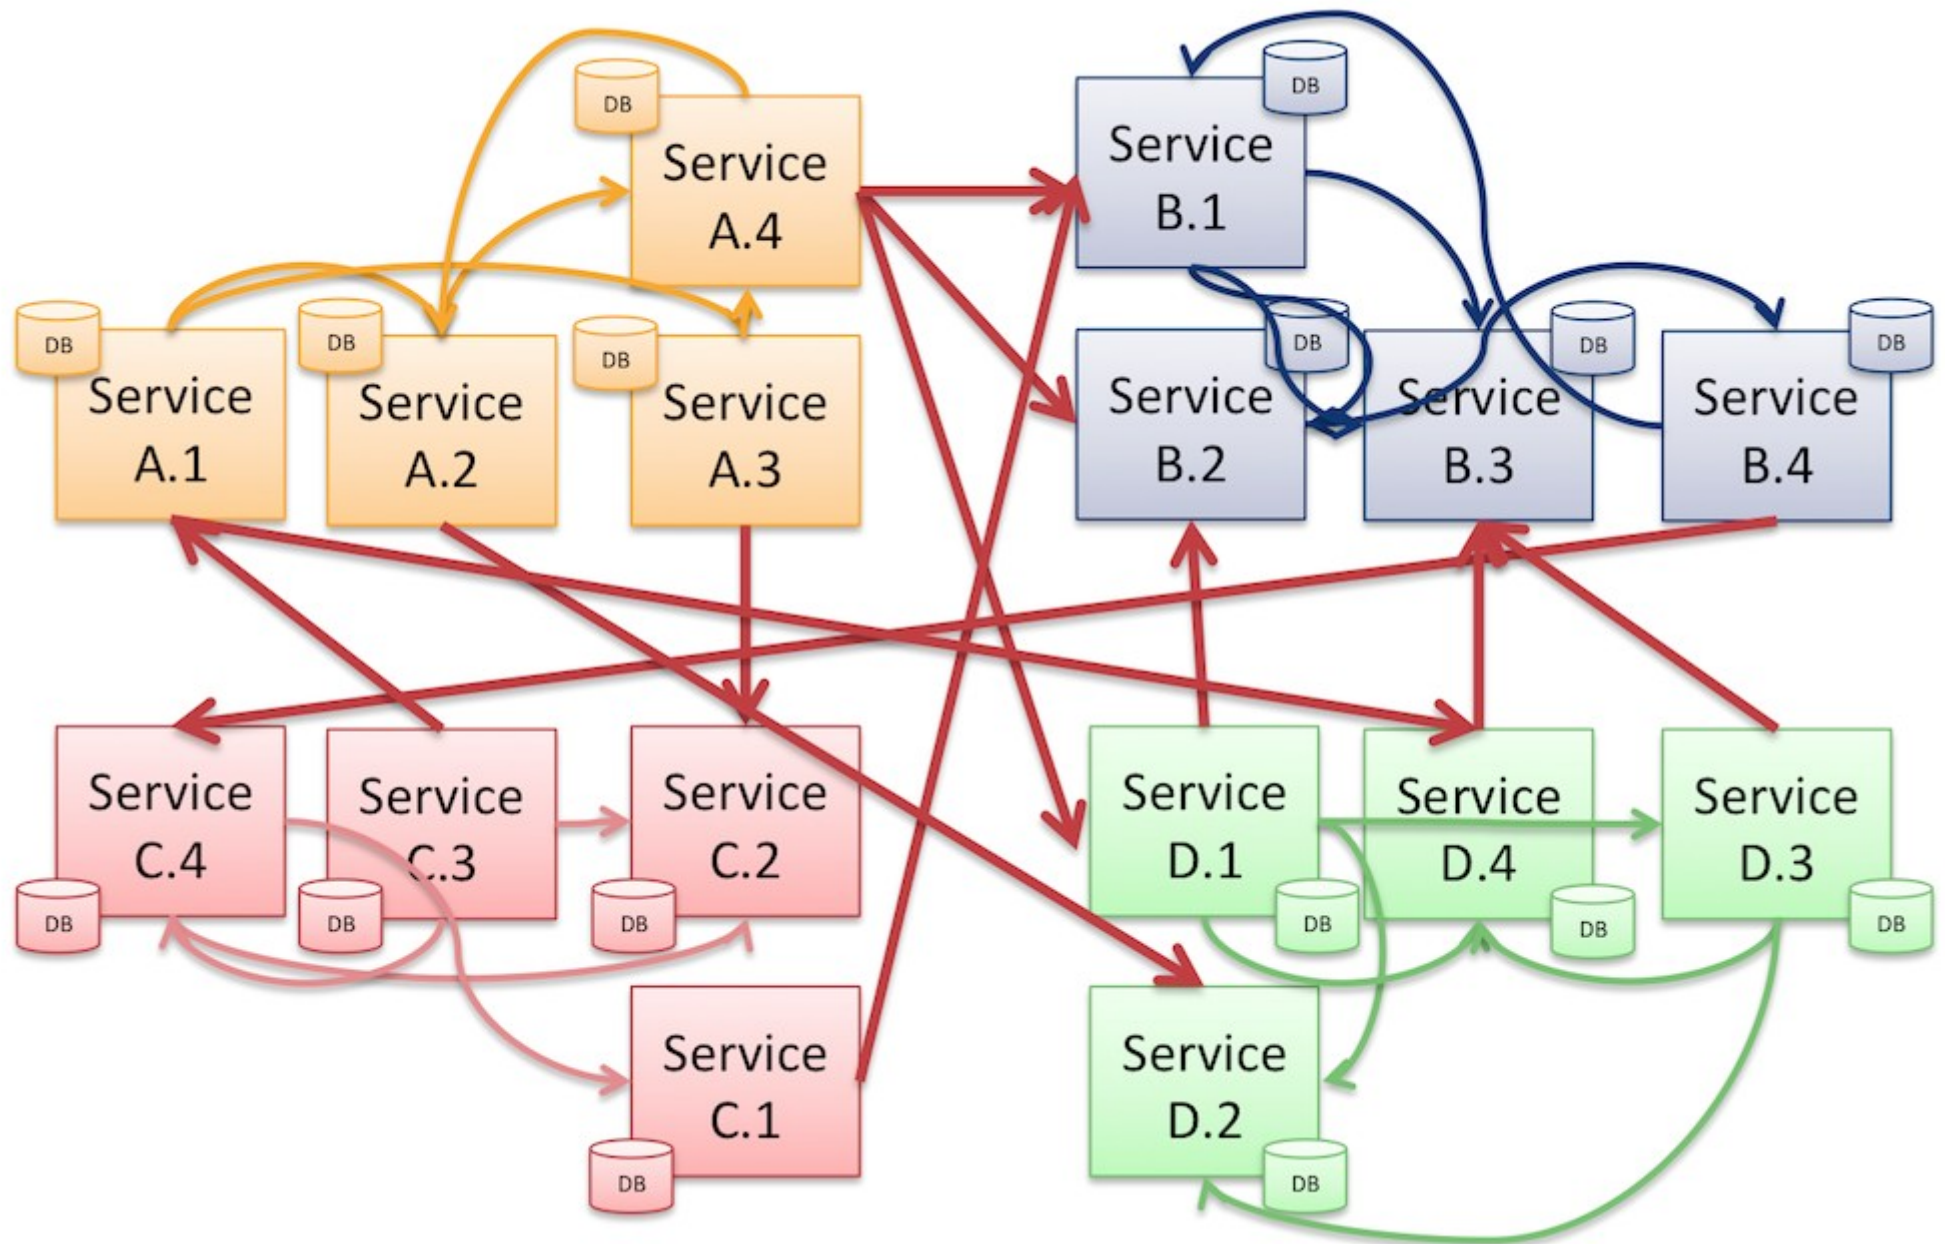 DB
Service
A.4
DB
Service
B.1
DB
Service
A.1
DB
Service
A.2
DB
Service
A.3
DB
Service
B.2
DB
Service
B.3
DB
Service
B.4
Service
C.4
DB
Service
C.3
DB
Service
C.2
DB
Service
D.1
DB
Service
D.4
DB
Service
D.3
DB
Service
C.1
DB
Service
D.2
DB